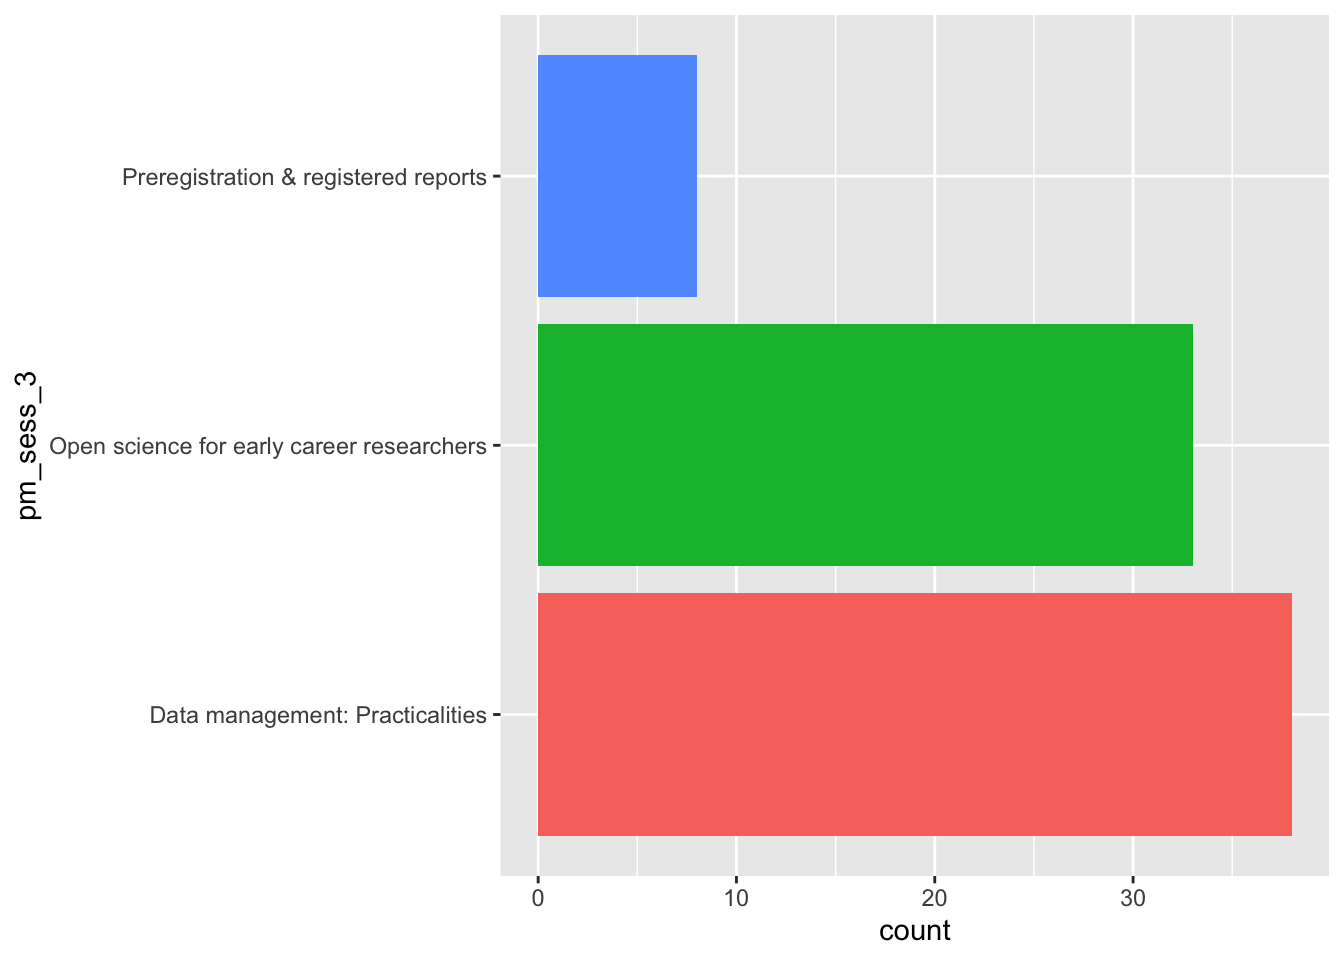 Preregistration & registered reports
Open science for early career researchers
Data management: Practicalities
pm_sess_3
0 10 20 30
count